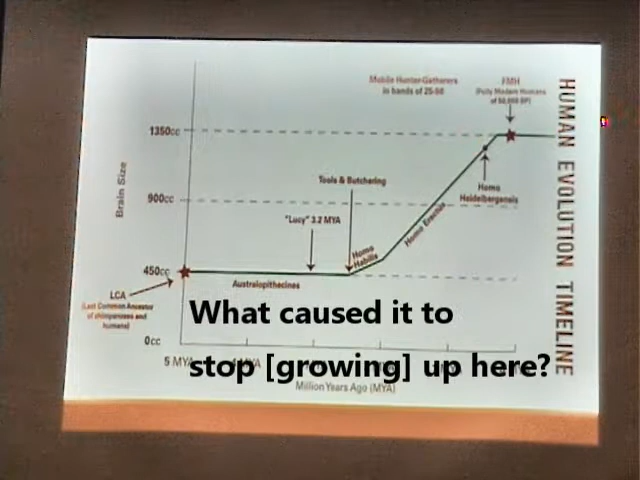 Mobile Hunter-Gatherers
in bands of 25-50
FMH
(Fully Modern Humans
of 50,000 BP)
HUMAN EVOLUTION TIMELINE
1350cc
Brain Size
Tools & Butchering
900cc
Homo
Heidelbergensis
"Lucy" 3.2 MYA
Homo Erectus
Homo
Habilis
450cc
Australopithecines
LCA
(Last Common Ancestor
of chimpanzees and
humans)
What caused it to
0cc
5 MYA
stop [growing] up here?
Million Years Ago (MYA)